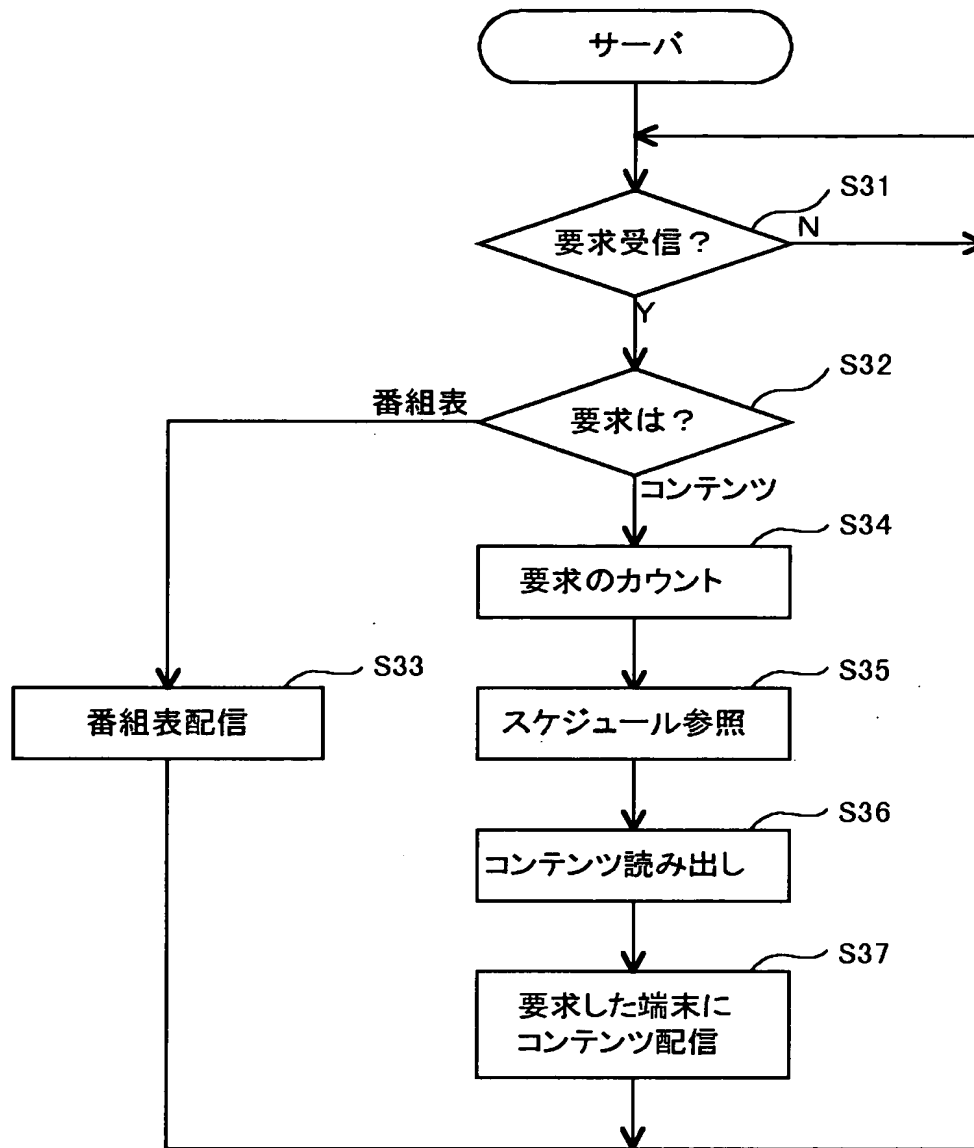 サーバ
S31
要求受信？
N
Y
S32
番組表
要求は？
コンテンツ
S34
要求のカウント
S33
S35
番組表配信
スケジュール参照
S36
コンテンツ読み出し
S37
要求した端末に
コンテンツ配信